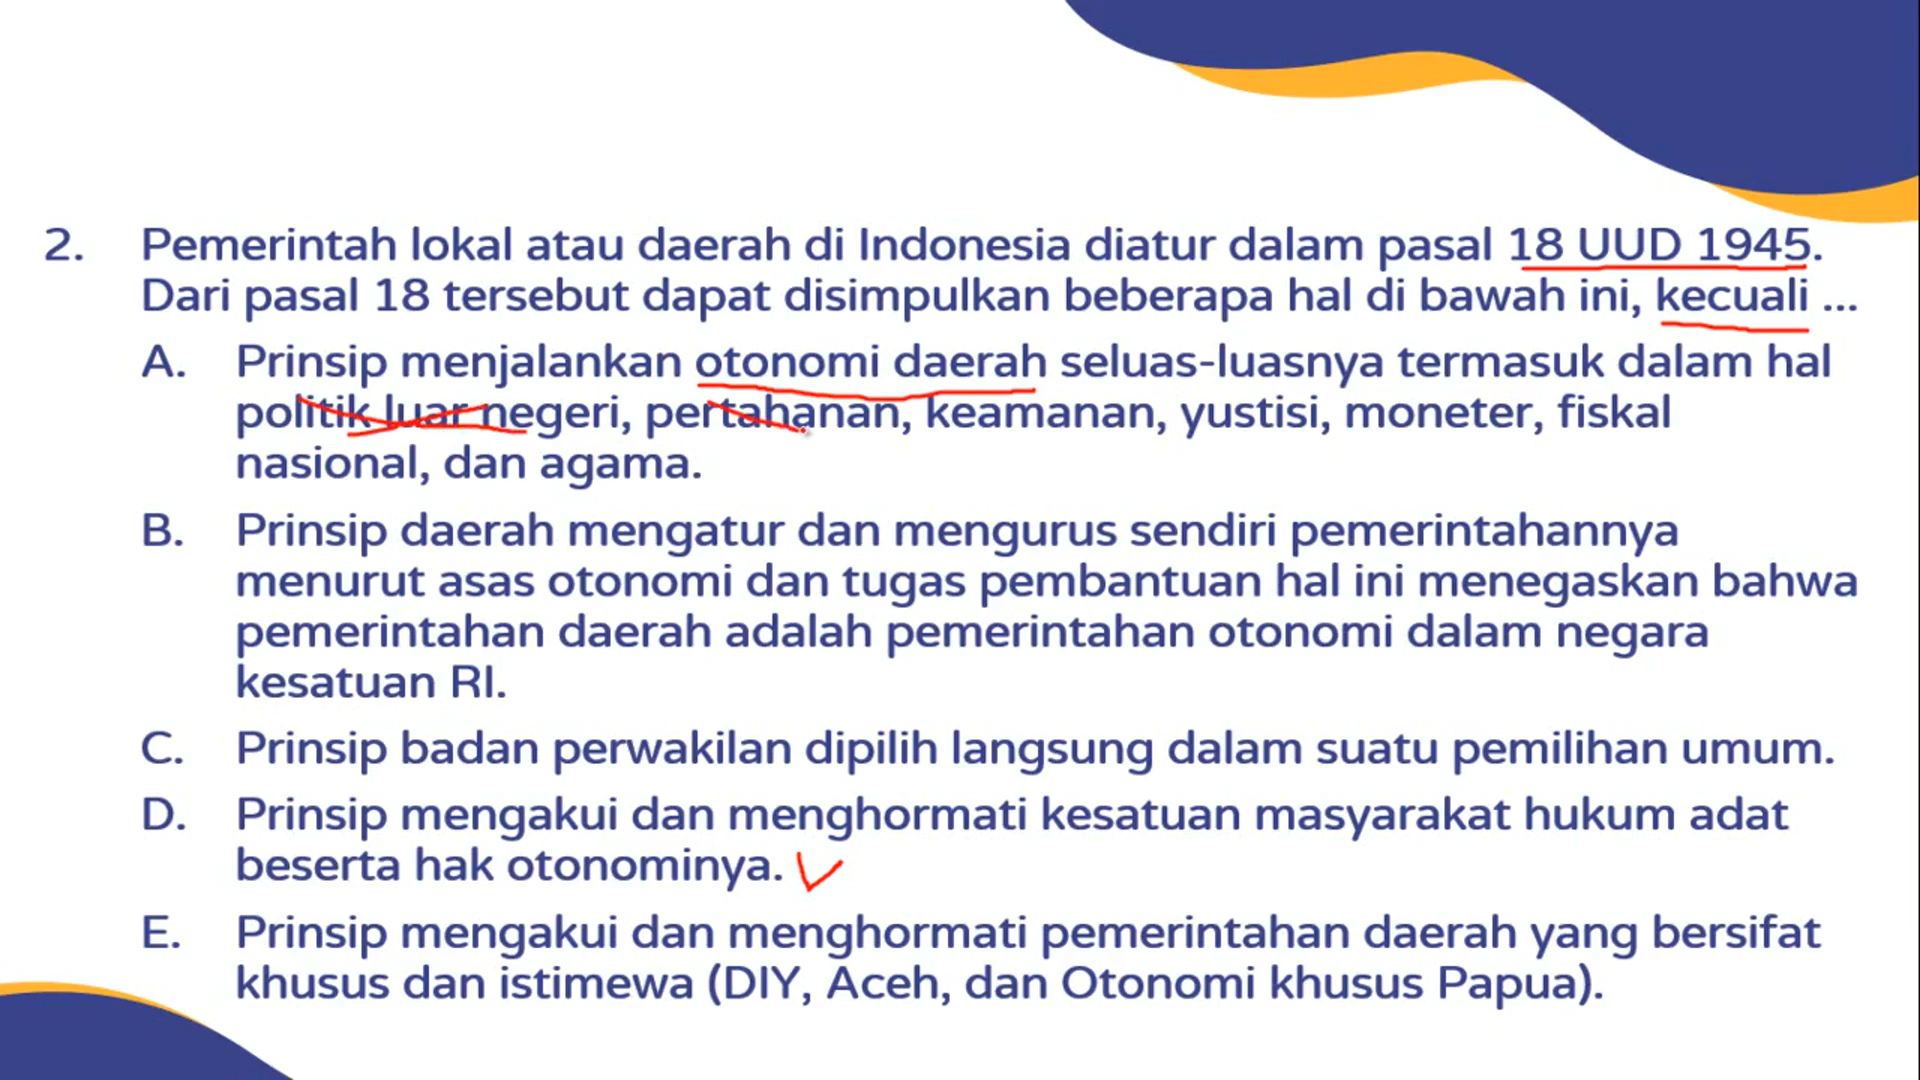 2. Pemerintah lokal atau daerah di Indonesia diatur dalam pasal 18 UUD 1945.
Dari pasal 18 tersebut dapat disimpulkan beberapa hal di bawah ini, kecuali ...
A. Prinsip menjalankan otonomi daerah seluas-luasnya termasuk dalam hal
politik luar negeri, pertahanan, keamanan, yustisi, moneter, fiskal
nasional, dan agama.
B. Prinsip daerah mengatur dan mengurus sendiri pemerintahannya
menurut asas otonomi dan tugas pembantuan hal ini menegaskan bahwa
pemerintahan daerah adalah pemerintahan otonomi dalam negara
kesatuan RI.
C. Prinsip badan perwakilan dipilih langsung dalam suatu pemilihan umum.
D. Prinsip mengakui dan menghormati kesatuan masyarakat hukum adat
beserta hak otonominya.
E. Prinsip mengakui dan menghormati pemerintahan daerah yang bersifat
khusus dan istimewa (DIY, Aceh, dan Otonomi khusus Papua).